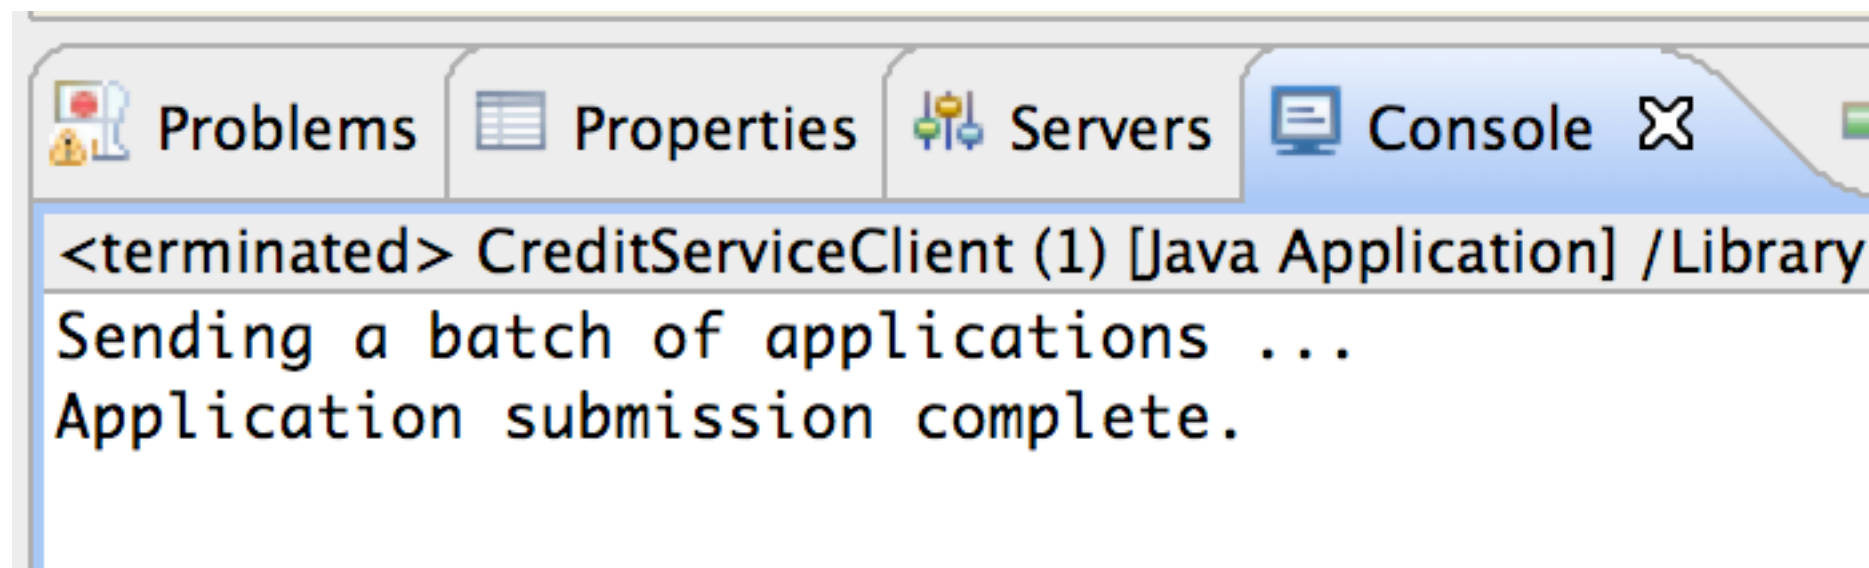 Problems Properties Servers Console
<terminated> CreditServiceClient (1) [Java Application] /Library
Sending a batch of applications ...
Application submission complete.